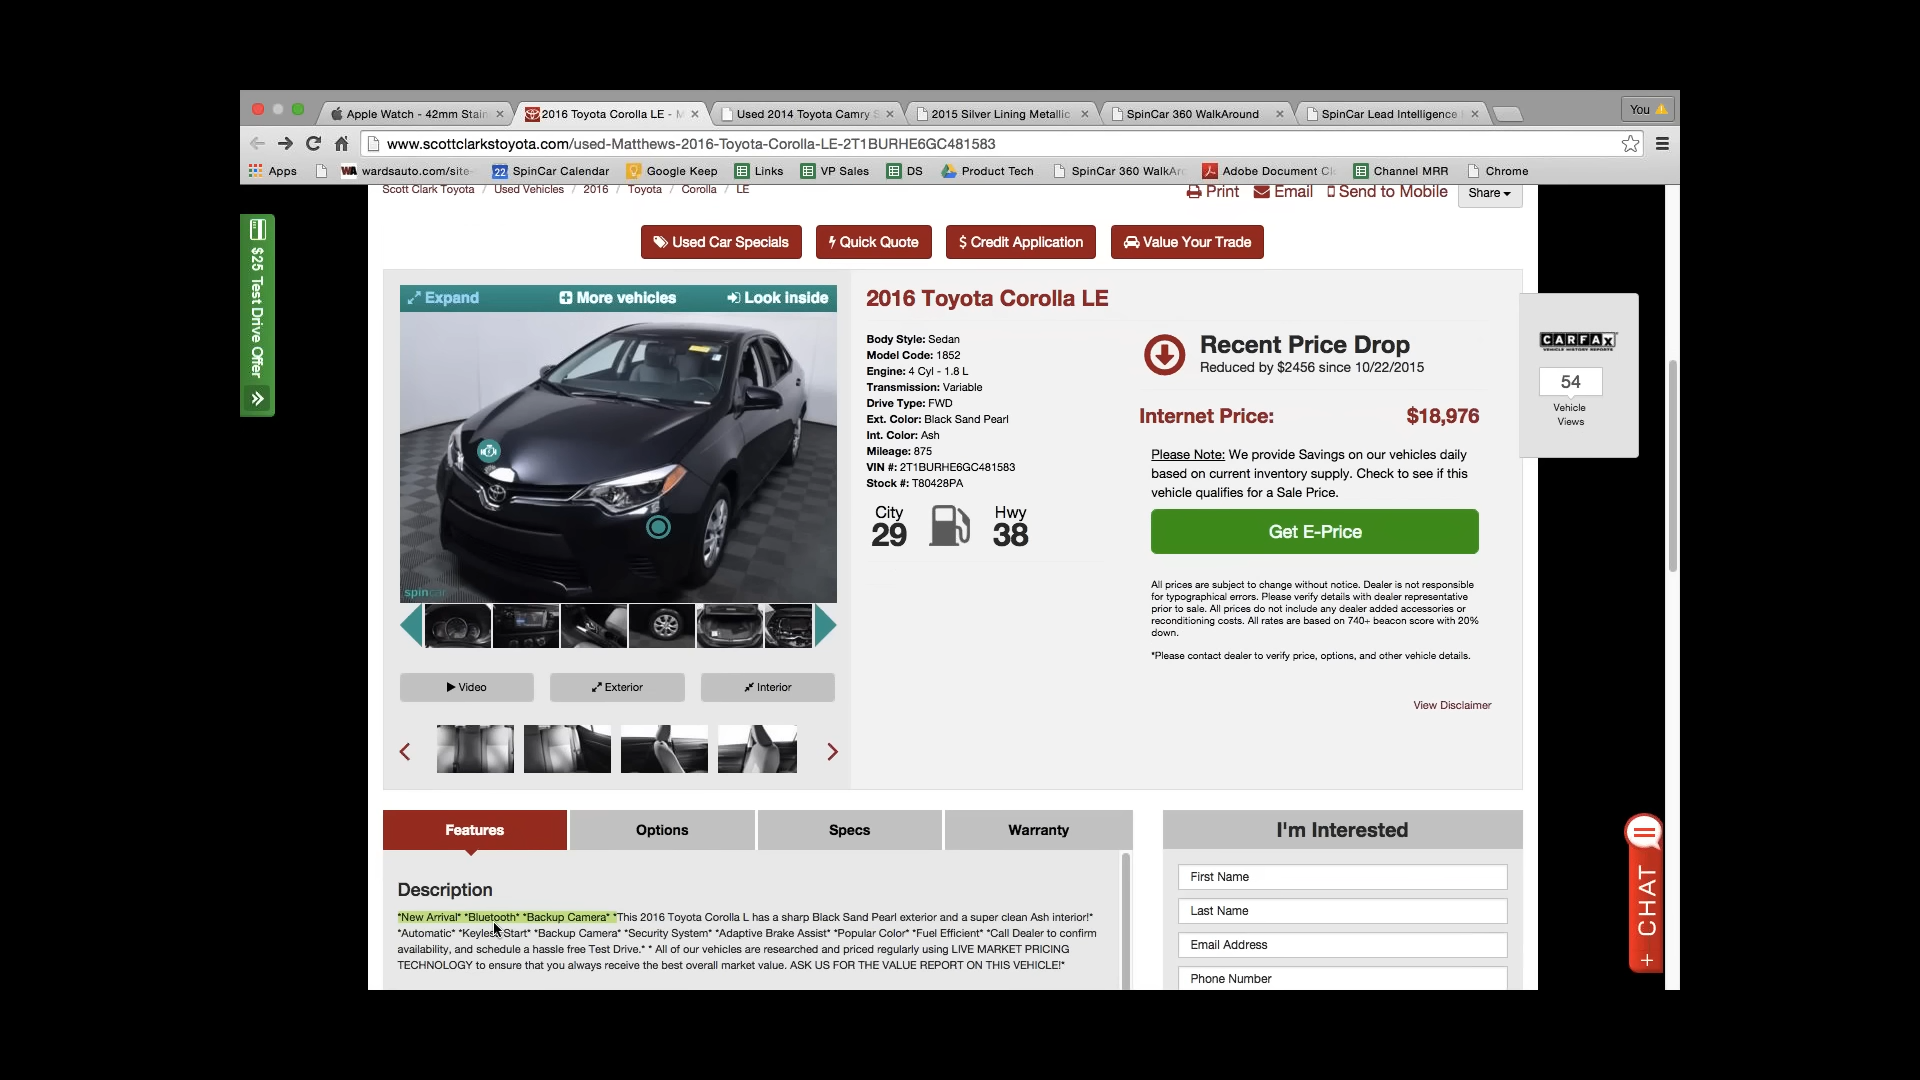 Apple Watch - 42mm Stain
2016 Toyota Corolla LE - M
Used 2014 Toyota Camry S
2015 Silver Lining Metallic
SpinCar 360 WalkAround
SpinCar Lead Intelligence
You
www.scottclarkstoyota.com/used-Matthews-2016-Toyota-Corolla-LE-2T1BURHE6GC481583
Apps
WA wardsauto.com/site-
22 SpinCar Calendar
Google Keep
Links
VP Sales
DS
Product Tech
SpinCar 360 WalkAr
Adobe Document Cl
Channel MRR
Chrome
Scott Clark Toyota / Used Vehicles / 2016 / Toyota / Corolla / LE
Print Email Send to Mobile Share
$25 Test Drive Offer
Used Car Specials
Quick Quote
$ Credit Application
Value Your Trade
Expand
More vehicles
Look inside
spincar
Video
Exterior
Interior
2016 Toyota Corolla LE
Body Style: Sedan
Model Code: 1852
Engine: 4 Cyl - 1.8 L
Transmission: Variable
Drive Type: FWD
Ext. Color: Black Sand Pearl
Int. Color: Ash
Mileage: 875
VIN #: 2T1BURHE6GC481583
Stock #: T80428PA
City Hwy
29 38
Recent Price Drop
Reduced by $2456 since 10/22/2015
Internet Price: $18,976
Please Note: We provide Savings on our vehicles daily
based on current inventory supply. Check to see if this
vehicle qualifies for a Sale Price.
Get E-Price
All prices are subject to change without notice. Dealer is not responsible
for typographical errors. Please verify details with dealer representative
prior to sale. All prices do not include any dealer added accessories or
reconditioning costs. All rates are based on 740+ beacon score with 20%
down.
*Please contact dealer to verify price, options, and other vehicle details.
View Disclaimer
CARFAX
VEHICLE HISTORY REPORTS
54
Vehicle
Views
Features
Options
Specs
Warranty
Description
*New Arrival* *Bluetooth* *Backup Camera* *This 2016 Toyota Corolla L has a sharp Black Sand Pearl exterior and a super clean Ash interior!*
*Automatic* *Keyless Start* *Backup Camera* *Security System* *Adaptive Brake Assist* *Popular Color* *Fuel Efficient* *Call Dealer to confirm
availability, and schedule a hassle free Test Drive.* * All of our vehicles are researched and priced regularly using LIVE MARKET PRICING
TECHNOLOGY to ensure that you always receive the best overall market value. ASK US FOR THE VALUE REPORT ON THIS VEHICLE!*
I'm Interested
First Name
Last Name
Email Address
Phone Number
+ CHAT